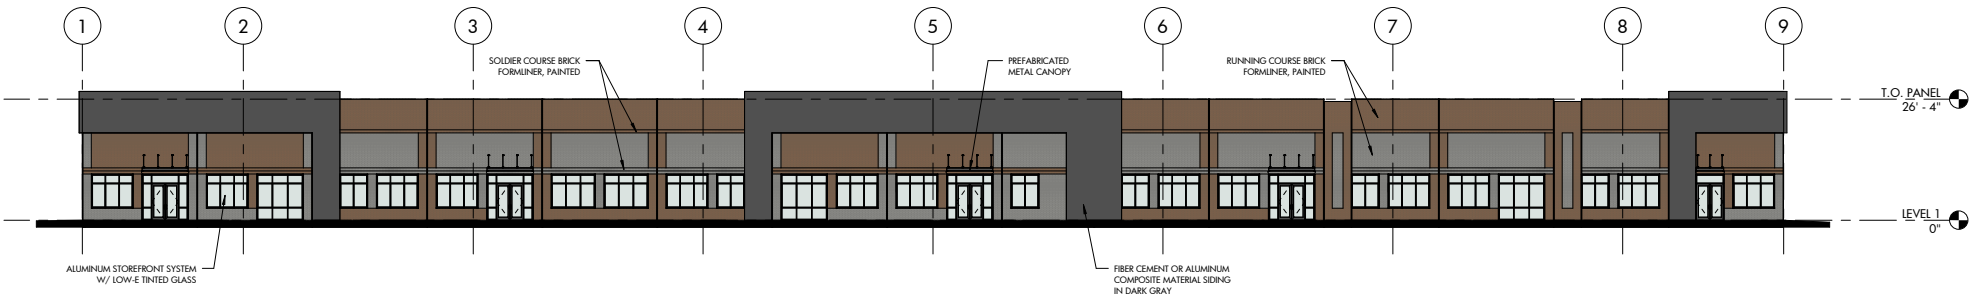 1
2
3
4
5
6
7
8
9
SOLDIER COURSE BRICK
FORMLINER, PAINTED
PREFABRICATED
METAL CANOPY
RUNNING COURSE BRICK
FORMLINER, PAINTED
T.O. PANEL
26' - 4"
LEVEL 1
0"
ALUMINUM STOREFRONT SYSTEM
W/ LOW-E TINTED GLASS
FIBER CEMENT OR ALUMINUM
COMPOSITE MATERIAL SIDING
IN DARK GRAY